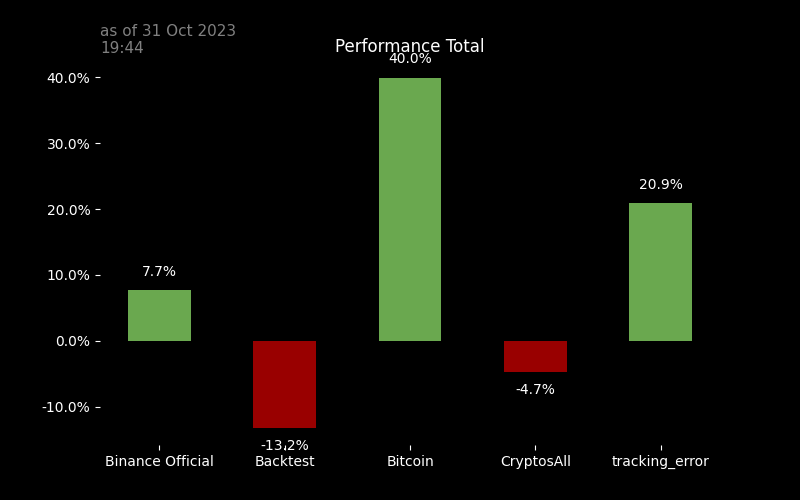 as of 31 Oct 2023
19:44
Performance Total
40.0%
40.0%
30.0%
20.9%
20.0%
7.7%
10.0%
0.0%
-4.7%
-10.0%
-13.2%
Binance Official
Backtest
Bitcoin
CryptosAll
tracking_error